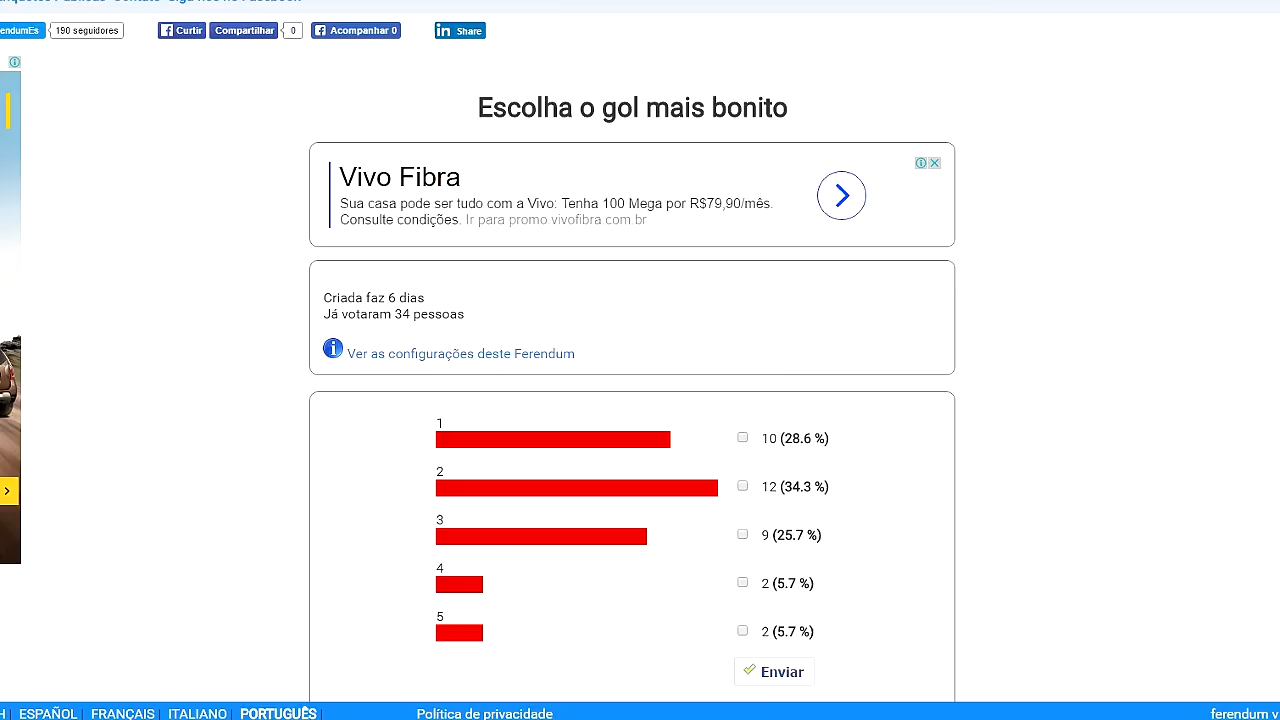 190 seguidores
Curtir
Compartilhar
0
Acompanhar 0
in Share
Escolha o gol mais bonito
Vivo Fibra
Sua casa pode ser tudo com a Vivo: Tenha 100 Mega por R$79,90/mês.
Consulte condições. Ir para promo vivofibra com br
Criada faz 6 dias
Já votaram 34 pessoas
Ver as configurações deste Ferendum
1
10 (28.6 %)
2
12 (34.3 %)
3
9 (25.7 %)
4
2 (5.7 %)
5
2 (5.7 %)
Enviar
H | ESPAÑOL | FRANÇAIS | ITALIANO | PORTUGUÊS |
Política de privacidade
ferendum v